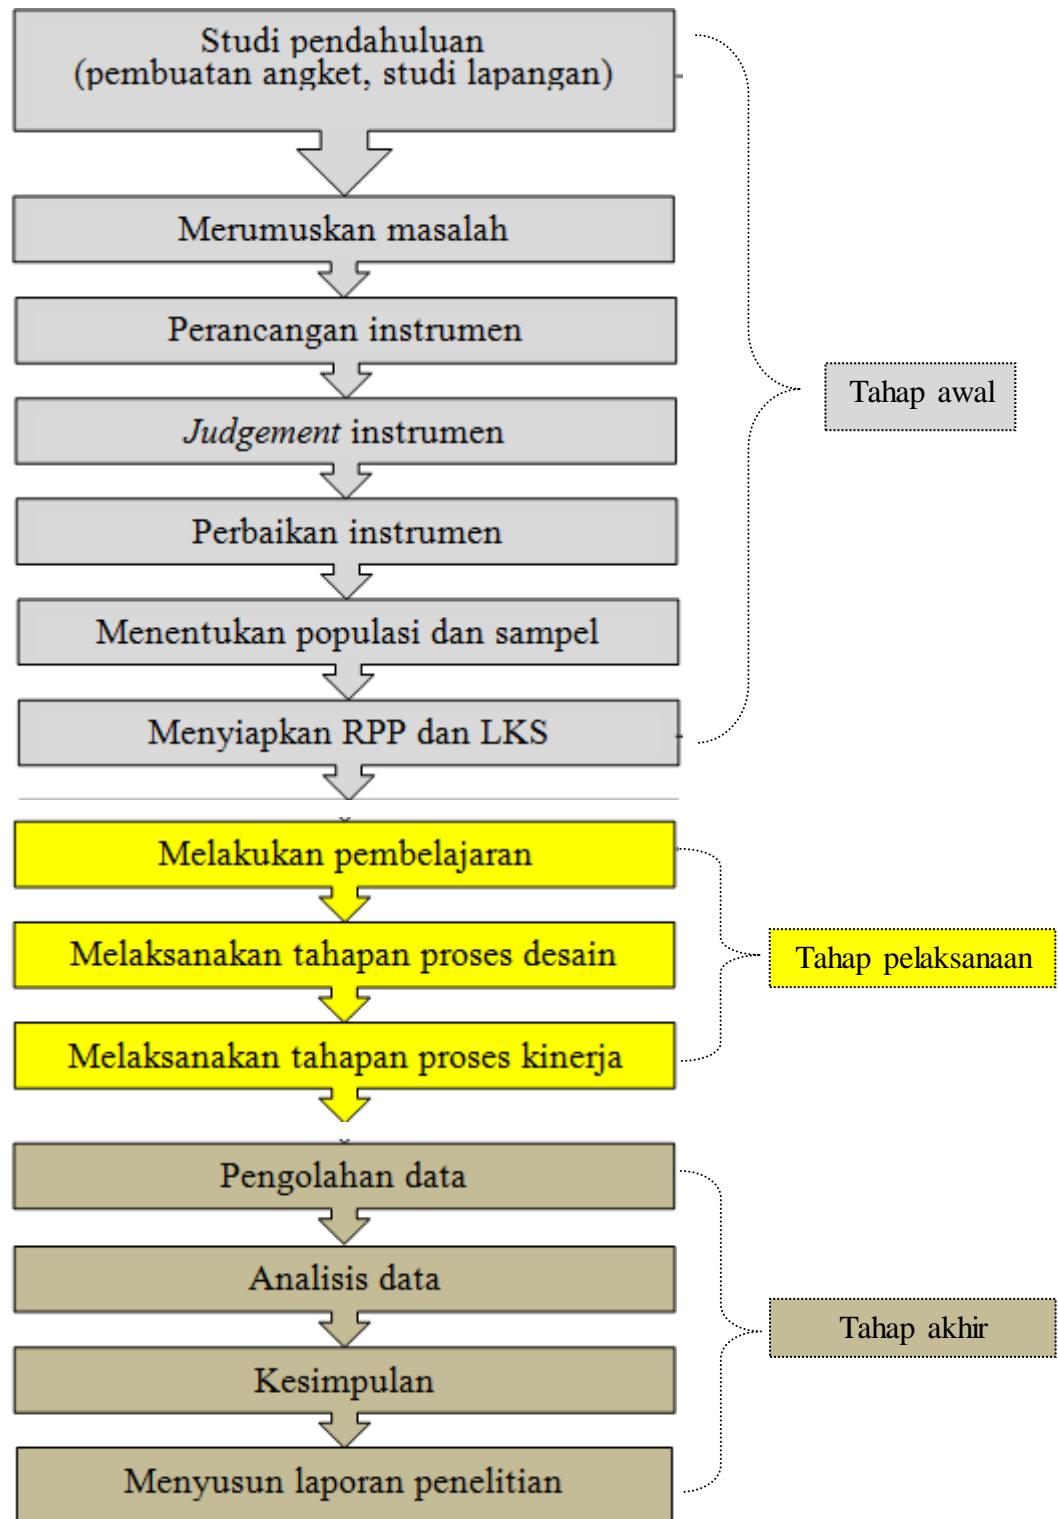 Studi pendahuluan
(pembuatan angket, studi lapangan)
Merumuskan masalah
Perancangan instrumen
Judgement instrumen
Perbaikan instrumen
Menentukan populasi dan sampel
Menyiapkan RPP dan LKS
Tahap awal
Melakukan pembelajaran
Melaksanakan tahapan proses desain
Melaksanakan tahapan proses kinerja
Tahap pelaksanaan
Pengolahan data
Analisis data
Kesimpulan
Menyusun laporan penelitian
Tahap akhir